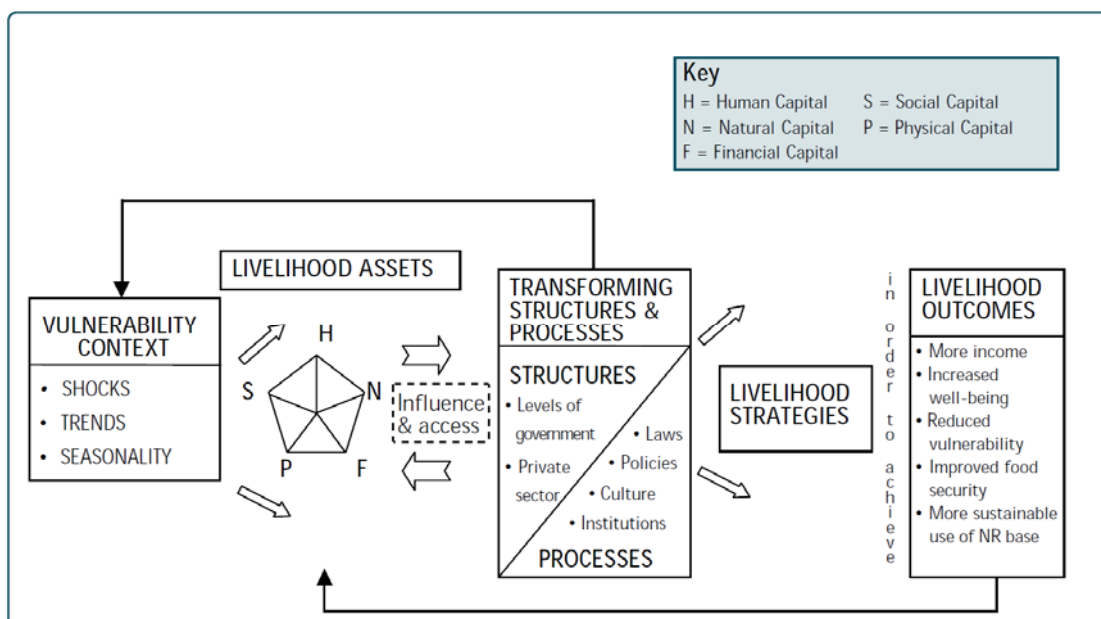 Key
H = Human Capital
S = Social Capital
N = Natural Capital
P = Physical Capital
F = Financial Capital
LIVELIHOOD ASSETS
VULNERABILITY
CONTEXT
• SHOCKS
• TRENDS
• SEASONALITY
H
S
N
P
F
Influence
& access
TRANSFORMING
STRUCTURES &
PROCESSES
STRUCTURES
• Levels of
government
• Private
sector
• Laws
• Policies
• Culture
• Institutions
PROCESSES
LIVELIHOOD
STRATEGIES
in order to achieve
LIVELIHOOD
OUTCOMES
• More income
• Increased
well-being
• Reduced
vulnerability
• Improved food
security
• More sustainable
use of NR base